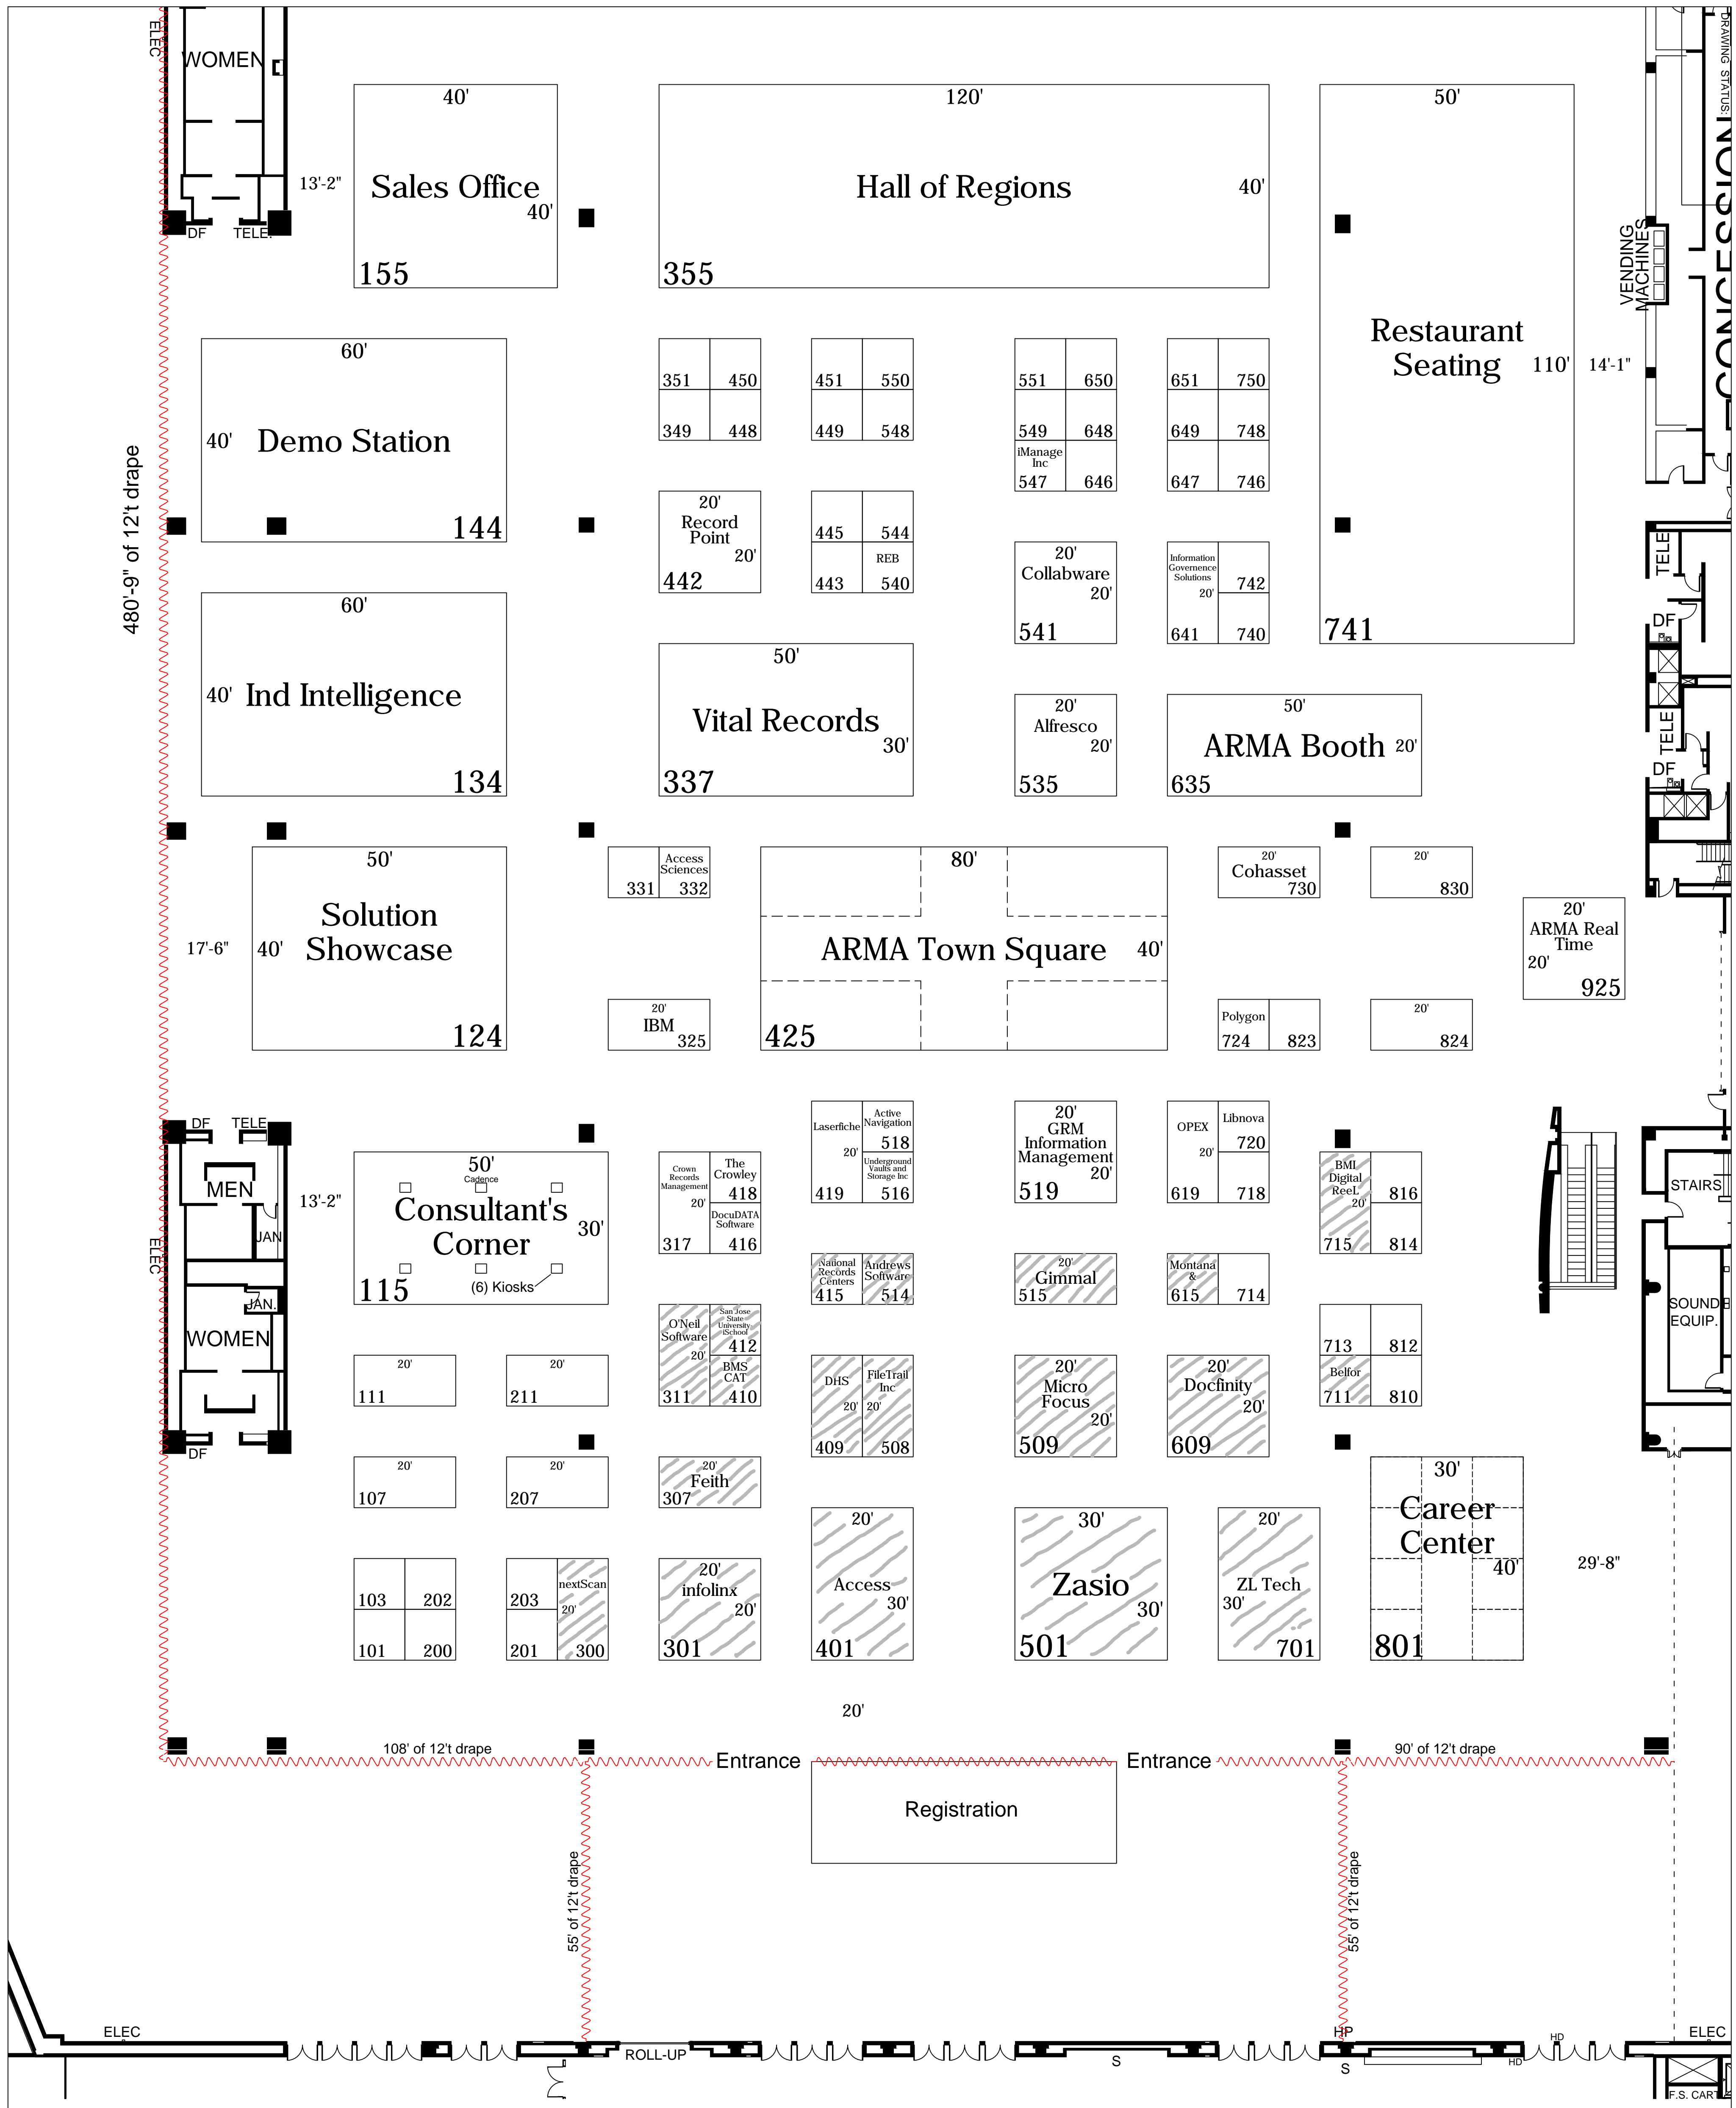 ELEC
WOMEN
DRAWING STATUS:
40'
120'
50'
13'-2"
Sales Office
40'
Hall of Regions
40'
DF
TELE.
155
355
VENDING
MACHINES
CONCESSION
60'
351
450
451
550
551
650
651
750
Restaurant
Seating
110'
14'-1"
349
448
449
548
549
648
649
748
40'
Demo Station
iManage
Inc
547
646
647
746
480'-9" of 12't drape
144
20'
Record
Point
20'
442
445
544
REB
443
540
20'
Collabware
20'
541
Information
Governence
Solutions
20'
742
641
740
741
TELE
DF
60'
40'
Ind Intelligence
134
50'
Vital Records
30'
337
20'
Alfresco
20'
535
50'
ARMA Booth
20'
635
TELE
DF
50'
Solution
Showcase
17'-6"
40'
124
Access
Sciences
331
332
80'
ARMA Town Square
40'
425
20'
Cohasset
730
20'
830
20'
ARMA Real
Time
20'
925
20'
IBM
325
Polygon
724
823
20'
824
DF
TELE
MEN
JAN
13'-2"
50'
Cadence
Consultant's
Corner
30'
115
(6) Kiosks
Crown
Records
Management
20'
317
The
Crowley
418
DocuDATA
Software
416
Laserfiche
20'
419
Active
Navigation
518
Underground
Vaults and
Storage Inc
516
20'
GRM
Information
Management
20'
519
OPEX
20'
619
Libnova
720
718
BMI
Digital
ReeL'
20'
715
816
814
STAIRS
ELEC
JAN.
WOMEN
DF
National
Records
Centers
415
Andrews
Software
514
20'
Gimmal
515
Montana
&
615
714
SOUND
EQUIP.
O'Neil
Software
20'
311
San Jose
State
University
iSchool
412
BMS
CAT
410
713
812
Belfor
711
810
20'
111
20'
211
DHS
20'
409
FileTrail
Inc
20'
508
20'
Micro
Focus
20'
509
20'
Docfinity
20'
609
20'
107
20'
207
20'
Feith
307
30'
Career
Center
40'
801
29'-8"
103
202
101
200
203
201
nextScan
20'
300
20'
infolinx
20'
301
20'
Access
30'
401
30'
Zasio
30'
501
20'
ZL Tech
30'
701
20'
108' of 12't drape
Entrance
Entrance
90' of 12't drape
Registration
55' of 12't drape
55' of 12't drape
ELEC
ROLL-UP
S
HP
S
HD
HD
ELEC
F.S. CART